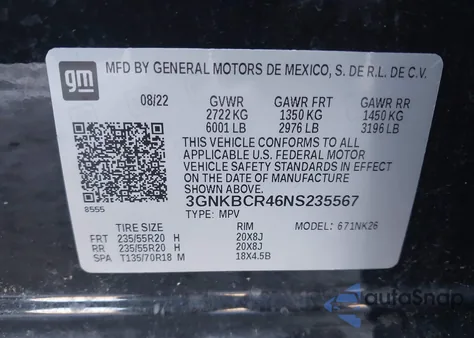 gm MFD BY GENERAL MOTORS DE MEXICO, S. DE R.L. DE C.V.
08/22 GVWR GAWR FRT GAWR RR
2722 KG 1350 KG 1450 KG
6001 LB 2976 LB 3196 LB
THIS VEHICLE CONFORMS TO ALL
APPLICABLE U.S. FEDERAL MOTOR
VEHICLE SAFETY STANDARDS IN
EFFECT ON THE DATE OF
MANUFACTURE SHOWN ABOVE.
3GNKBCR46NS235567
8555 TYPE: MPV MODEL: 671NK26
TIRE SIZE RIM
FRT 235/55R20 H 20X8J
RR 235/55R20 H 20X8J
SPA T135/70R18 M 18X4.5B
autoSnap